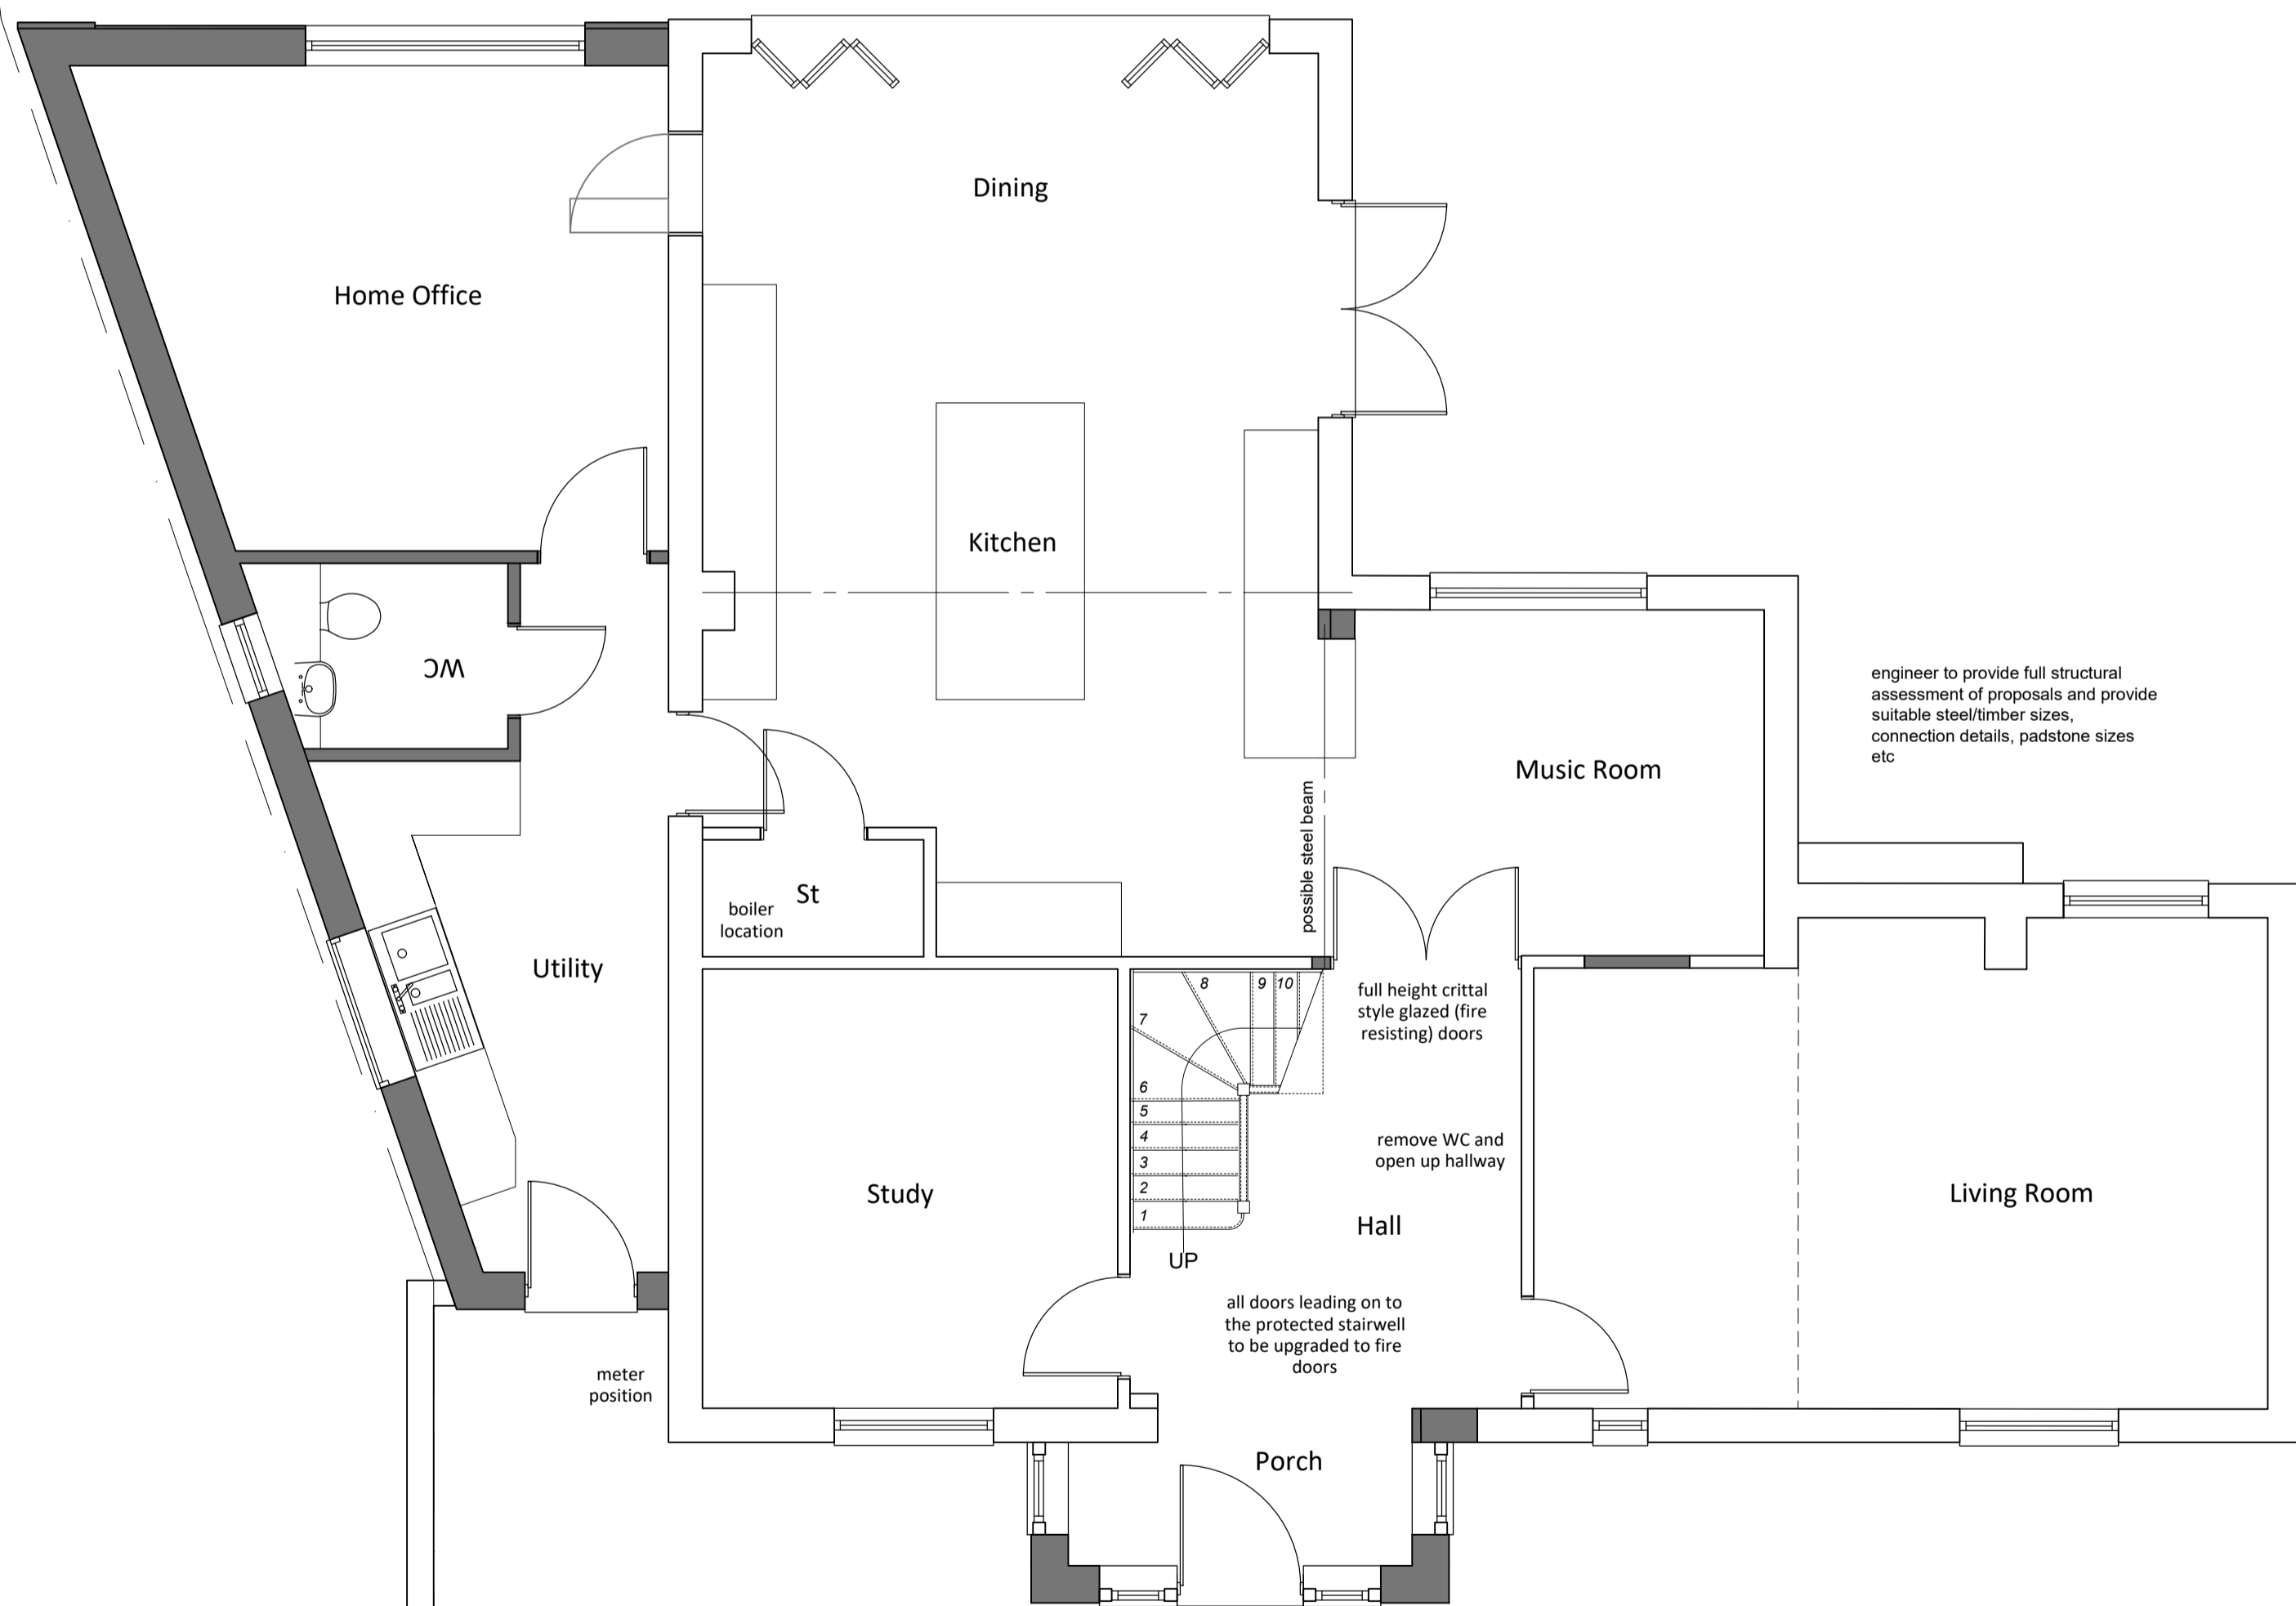 Dining
Home Office
Kitchen
WC
engineer to provide full structural
assessment of proposals and provide
suitable steel/timber sizes,
connection details, padstone sizes
etc
Music Room
possible steel beam
St
boiler
location
Utility
8
9
10
7
6
5
4
3
2
1
UP
full height crittal
style glazed (fire
resisting) doors
remove WC and
open up hallway
Study
Hall
Living Room
all doors leading on to
the protected stairwell
to be upgraded to fire
doors
meter
position
Porch